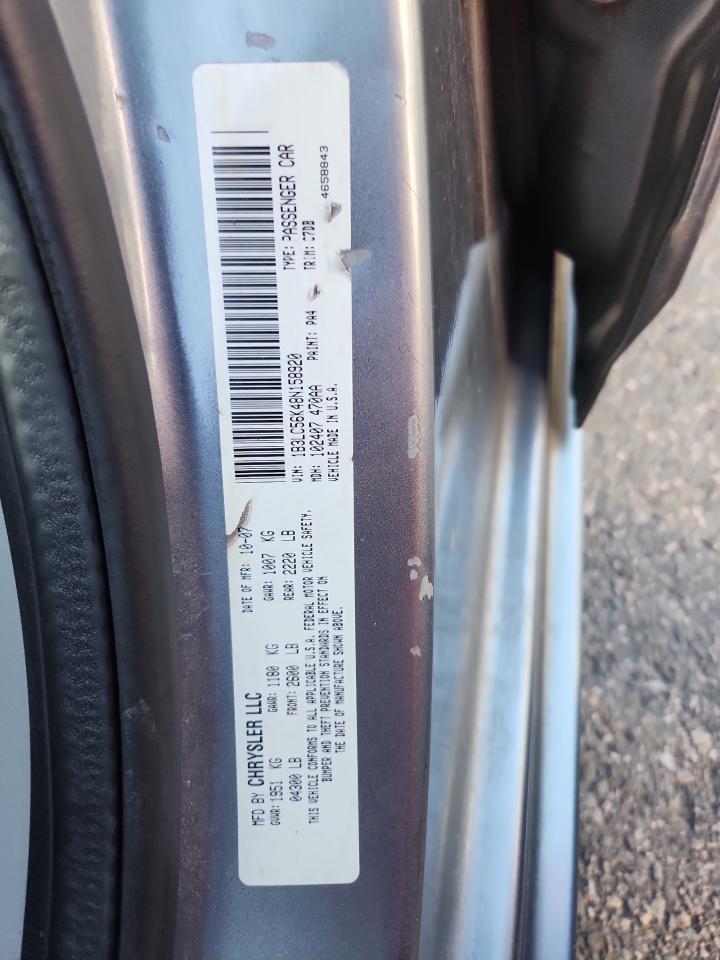 MFD BY CHRYSLER LLC
DATE OF MFR: 10-07
GVWR: 1951 KG
GAWR: 1180 KG
GAWR: 1007 KG
04300 LB
FRONT: 2600 LB
REAR: 2220 LB
THIS VEHICLE CONFORMS TO ALL APPLICABLE U.S.A. FEDERAL MOTOR VEHICLE SAFETY,
BUMPER AND THEFT PREVENTION STANDARDS IN EFFECT ON
THE DATE OF MANUFACTURE SHOWN ABOVE.
VIN: 1B3LC56K48N158920
TYPE: PASSENGER CAR
MDH: 102407 470AA
PAINT: PA4
TRIM: C7DB
VEHICLE MADE IN U.S.A.
4658843